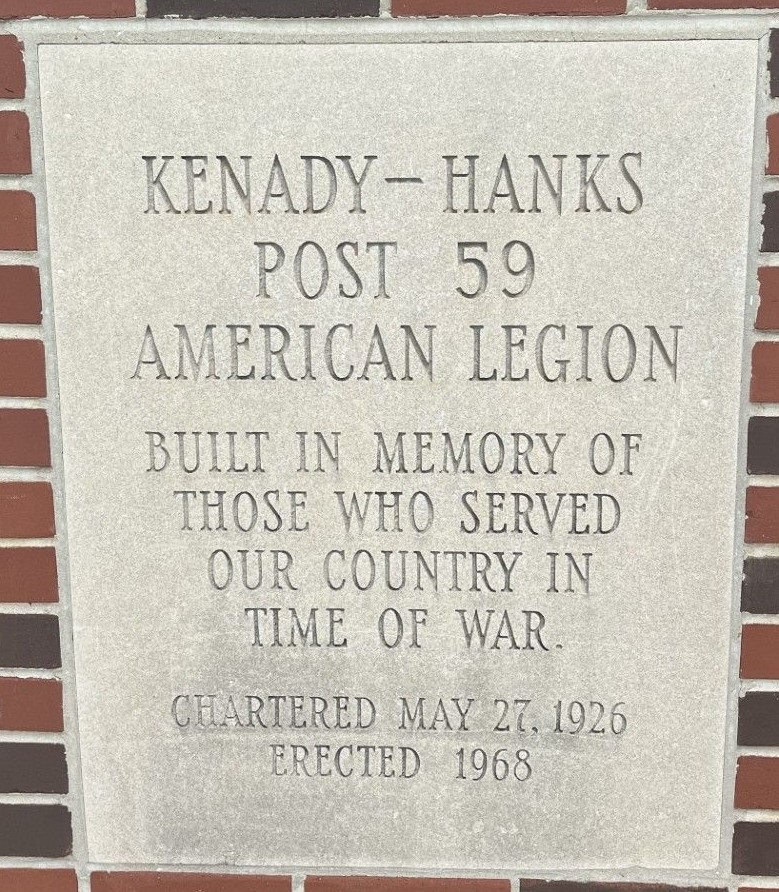 KENADY – HANKS
POST 59
AMERICAN LEGION
BUILT IN MEMORY OF
THOSE WHO SERVED
OUR COUNTRY IN
TIME OF WAR.
CHARTERED MAY 27, 1926
ERECTED 1968